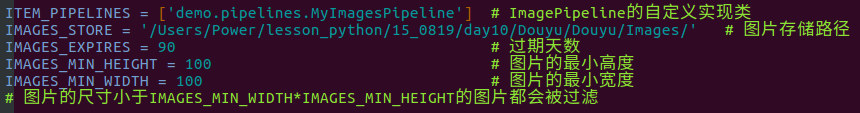 ITEM_PIPELINES = ['demo.pipelines.MyImagesPipeline']  # ImagePipeline的自定义实现类
IMAGES_STORE = '/Users/Power/lesson_python/15_0819/day10/Douyu/Douyu/Images/'   # 图片存储路径
IMAGES_EXPIRES = 90                                   # 过期天数
IMAGES_MIN_HEIGHT = 100                               # 图片的最小高度
IMAGES_MIN_WIDTH = 100                                # 图片的最小宽度
# 图片的尺寸小于IMAGES_MIN_WIDTH*IMAGES_MIN_HEIGHT的图片都会被过滤